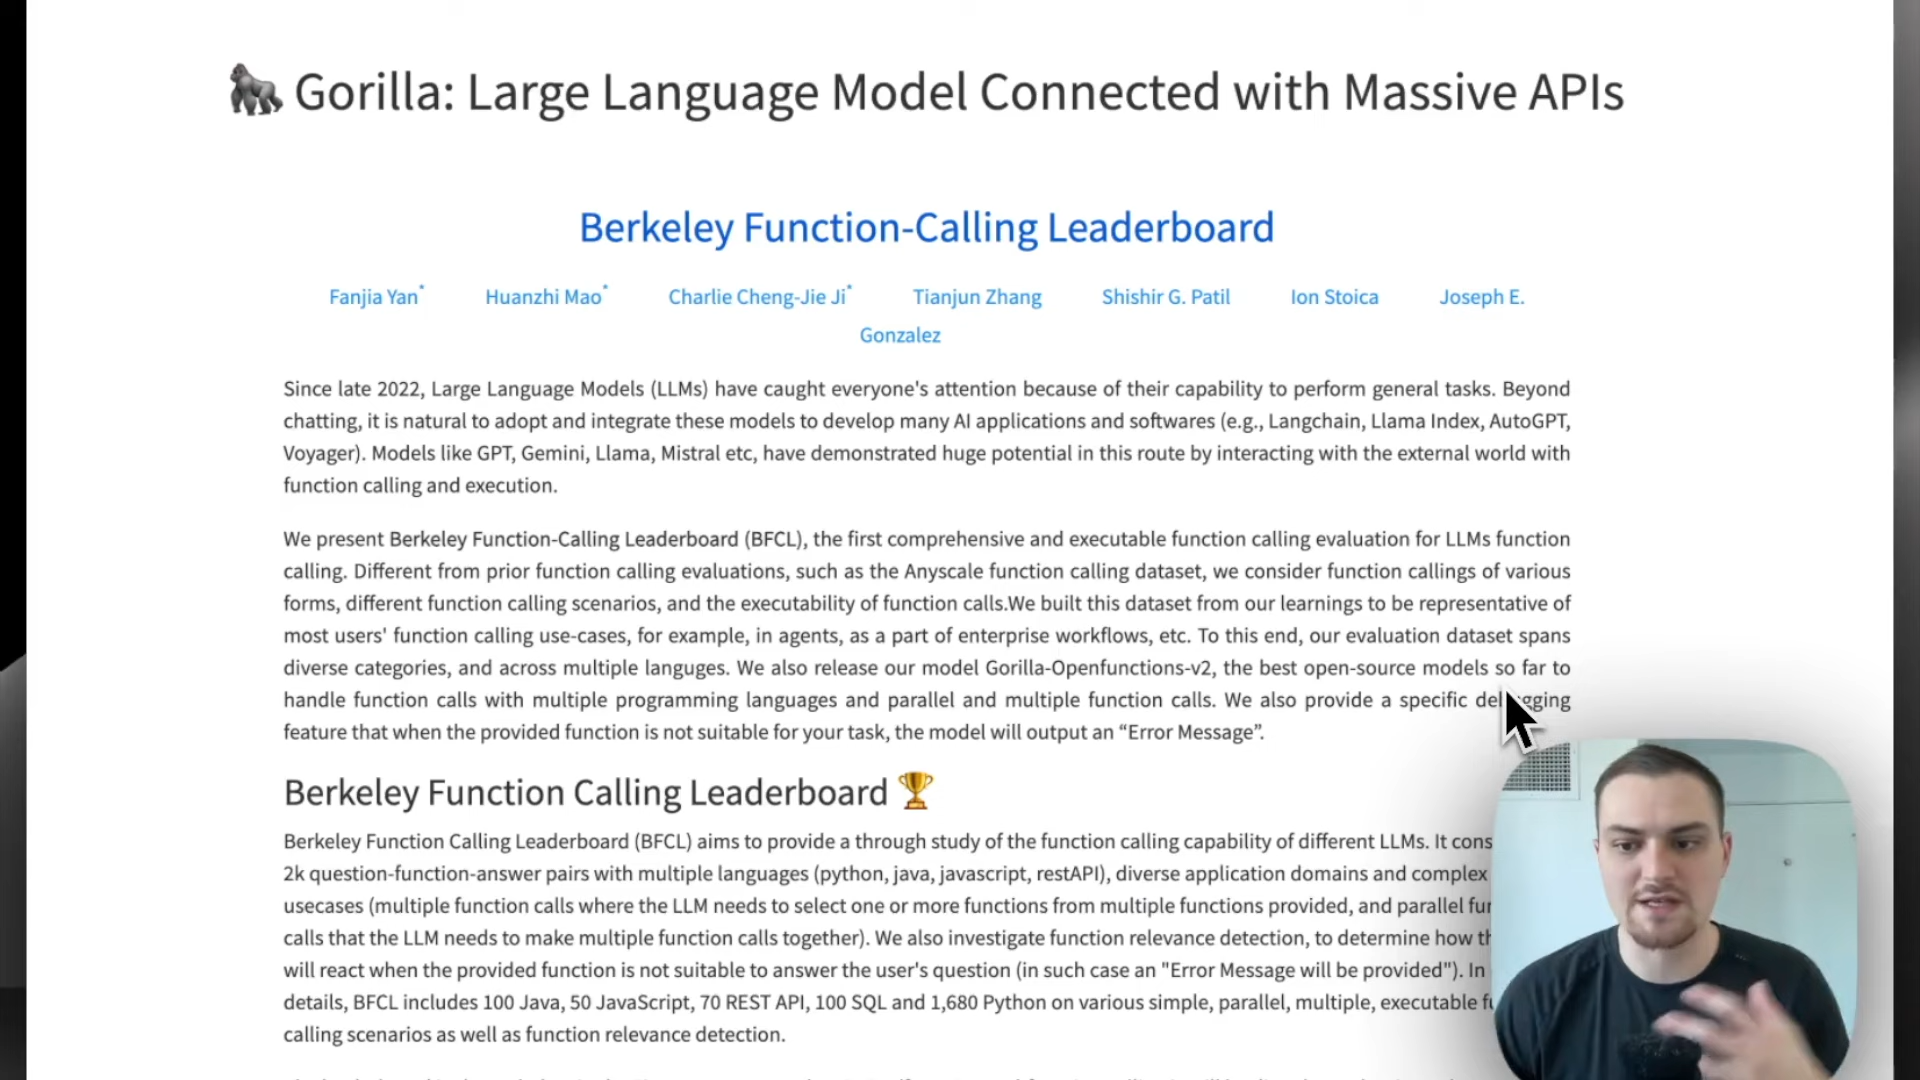 Gorilla: Large Language Model Connected with Massive APIs
Berkeley Function-Calling Leaderboard
Fanjia Yan* Huanzhi Mao* Charlie Cheng-Jie Ji* Tianjun Zhang Shishir G. Patil Ion Stoica Joseph E.
Gonzalez
Since late 2022, Large Language Models (LLMs) have caught everyone's attention because of their capability to perform general tasks. Beyond
chatting, it is natural to adopt and integrate these models to develop many AI applications and softwares (e.g., Langchain, Llama Index, AutoGPT,
Voyager). Models like GPT, Gemini, Llama, Mistral etc, have demonstrated huge potential in this route by interacting with the external world with
function calling and execution.
We present Berkeley Function-Calling Leaderboard (BFCL), the first comprehensive and executable function calling evaluation for LLMs function
calling. Different from prior function calling evaluations, such as the Anyscale function calling dataset, we consider function callings of various
forms, different function calling scenarios, and the executability of function calls.We built this dataset from our learnings to be representative of
most users' function calling use-cases, for example, in agents, as a part of enterprise workflows, etc. To this end, our evaluation dataset spans
diverse categories, and across multiple languges. We also release our model Gorilla-Openfunctions-v2, the best open-source models so far to
handle function calls with multiple programming languages and parallel and multiple function calls. We also provide a specific
feature that when the provided function is not suitable for your task, the model will output an “Error Message”.
Berkeley Function Calling Leaderboard
Berkeley Function Calling Leaderboard (BFCL) aims to provide a through study of the function calling capability of different LLMs. It
2k question-function-answer pairs with multiple languages (python, java, javascript, restAPI), diverse application domains and complex
usecases (multiple function calls where the LLM needs to select one or more functions from multiple functions provided, and parallel
calls that the LLM needs to make multiple function calls together). We also investigate function relevance detection, to determine how
will react when the provided function is not suitable to answer the user's question (in such case an "Error Message will be provided"). In
details, BFCL includes 100 Java, 50 JavaScript, 70 REST API, 100 SQL and 1,680 Python on various simple, parallel, multiple, executable
calling scenarios as well as function relevance detection.